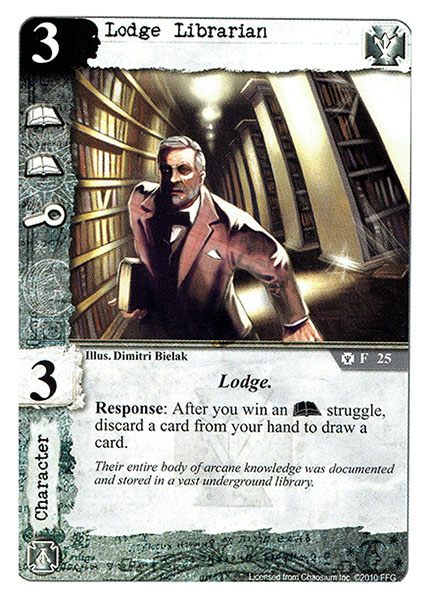 3
Lodge Librarian
Illus. Dimitri Bielak
F 25
3
Lodge.
Response: After you win an struggle,
discard a card from your hand to draw a
card.
Their entire body of arcane knowledge was documented
and stored in a vast underground library.
Character
Licensed from Chaosium Inc. ©2010 FFG